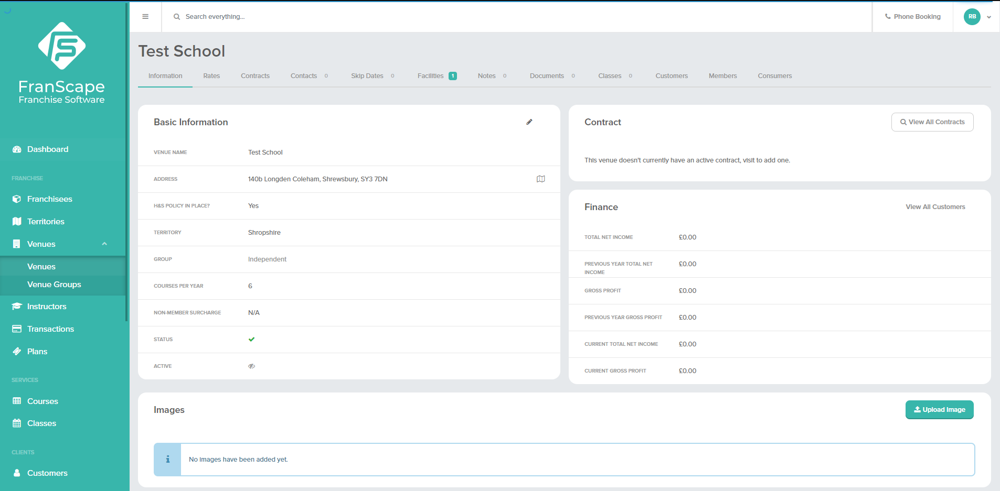 Search everything...
Phone Booking
RB
FranScape
Franchise Software
Dashboard
FRANCHISE
Franchisees
Territories
Venues
Venues
Venue Groups
Instructors
Transactions
Plans
SERVICES
Courses
Classes
CLIENTS
Customers
Test School
Information
Rates
Contracts
Contacts 0
Skip Dates 0
Facilities 1
Notes 0
Documents 0
Classes 0
Customers
Members
Consumers
Basic Information
VENUE NAME Test School
ADDRESS 140b Longden Coleham, Shrewsbury, SY3 7DN
H&S POLICY IN PLACE? Yes
TERRITORY Shropshire
GROUP Independent
COURSES PER YEAR 6
NON-MEMBER SURCHARGE N/A
STATUS
ACTIVE
Contract
View All Contracts
This venue doesn't currently have an active contract, visit to add one.
Finance
View All Customers
TOTAL NET INCOME £0.00
PREVIOUS YEAR TOTAL NET £0.00
INCOME
GROSS PROFIT £0.00
PREVIOUS YEAR GROSS PROFIT £0.00
CURRENT TOTAL NET INCOME £0.00
CURRENT GROSS PROFIT £0.00
Images
Upload Image
No images have been added yet.